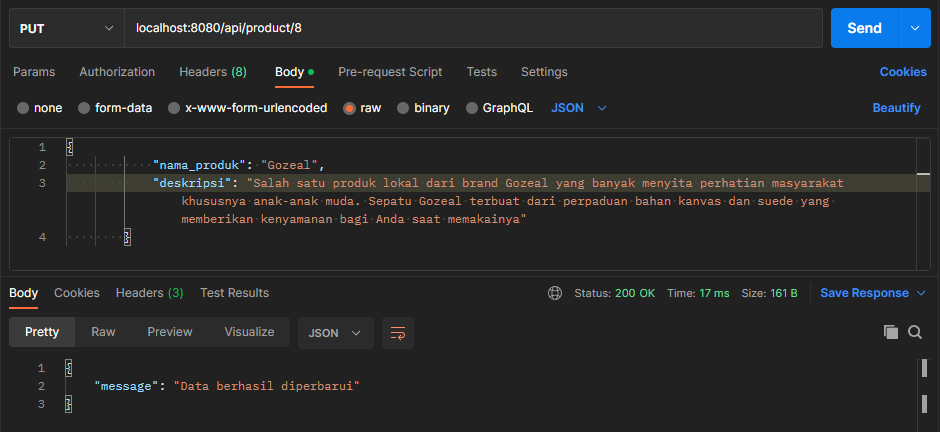 PUT localhost:8080/api/product/8 Send
Params Authorization Headers (8) Body Pre-request Script Tests Settings Cookies
none form-data x-www-form-urlencoded raw binary GraphQL JSON Beautify
1 {
2 "nama_produk": "Gozeal",
3 "deskripsi": "Salah satu produk lokal dari brand Gozeal yang banyak menyita perhatian masyarakat
khususnya anak-anak muda. Sepatu Gozeal terbuat dari perpaduan bahan kanvas dan suede yang
memberikan kenyamanan bagi Anda saat memakainya"
4 }
Body Cookies Headers (3) Test Results Status: 200 OK Time: 17 ms Size: 161 B Save Response
Pretty Raw Preview Visualize JSON
1 {
2 "message": "Data berhasil diperbarui"
3 }